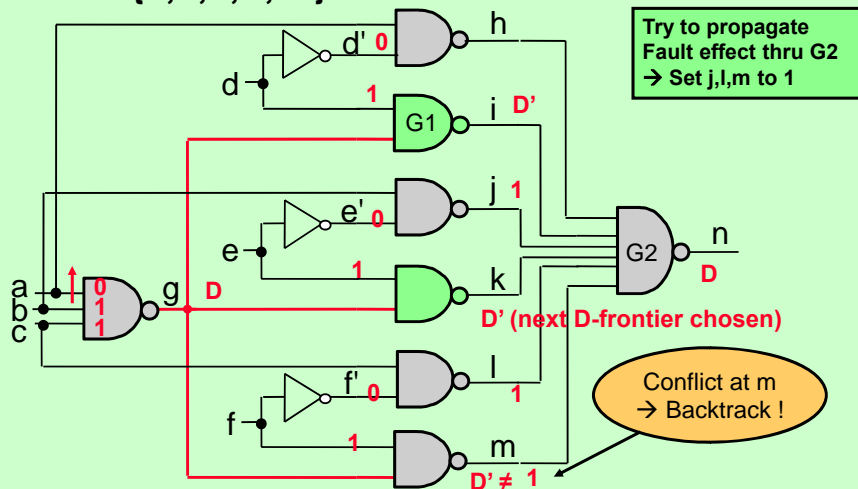 Try to propagate
Fault effect thru G2
→ Set j,l,m to 1
h
d' 0
d
1
G1
i D'
j 1
e' 0
e
1
k
G2
n
D
a 0
b 1
c 1
g D
D' (next D-frontier chosen)
l
1
f' 0
f
1
m
D' ≠ 1
Conflict at m
→ Backtrack !